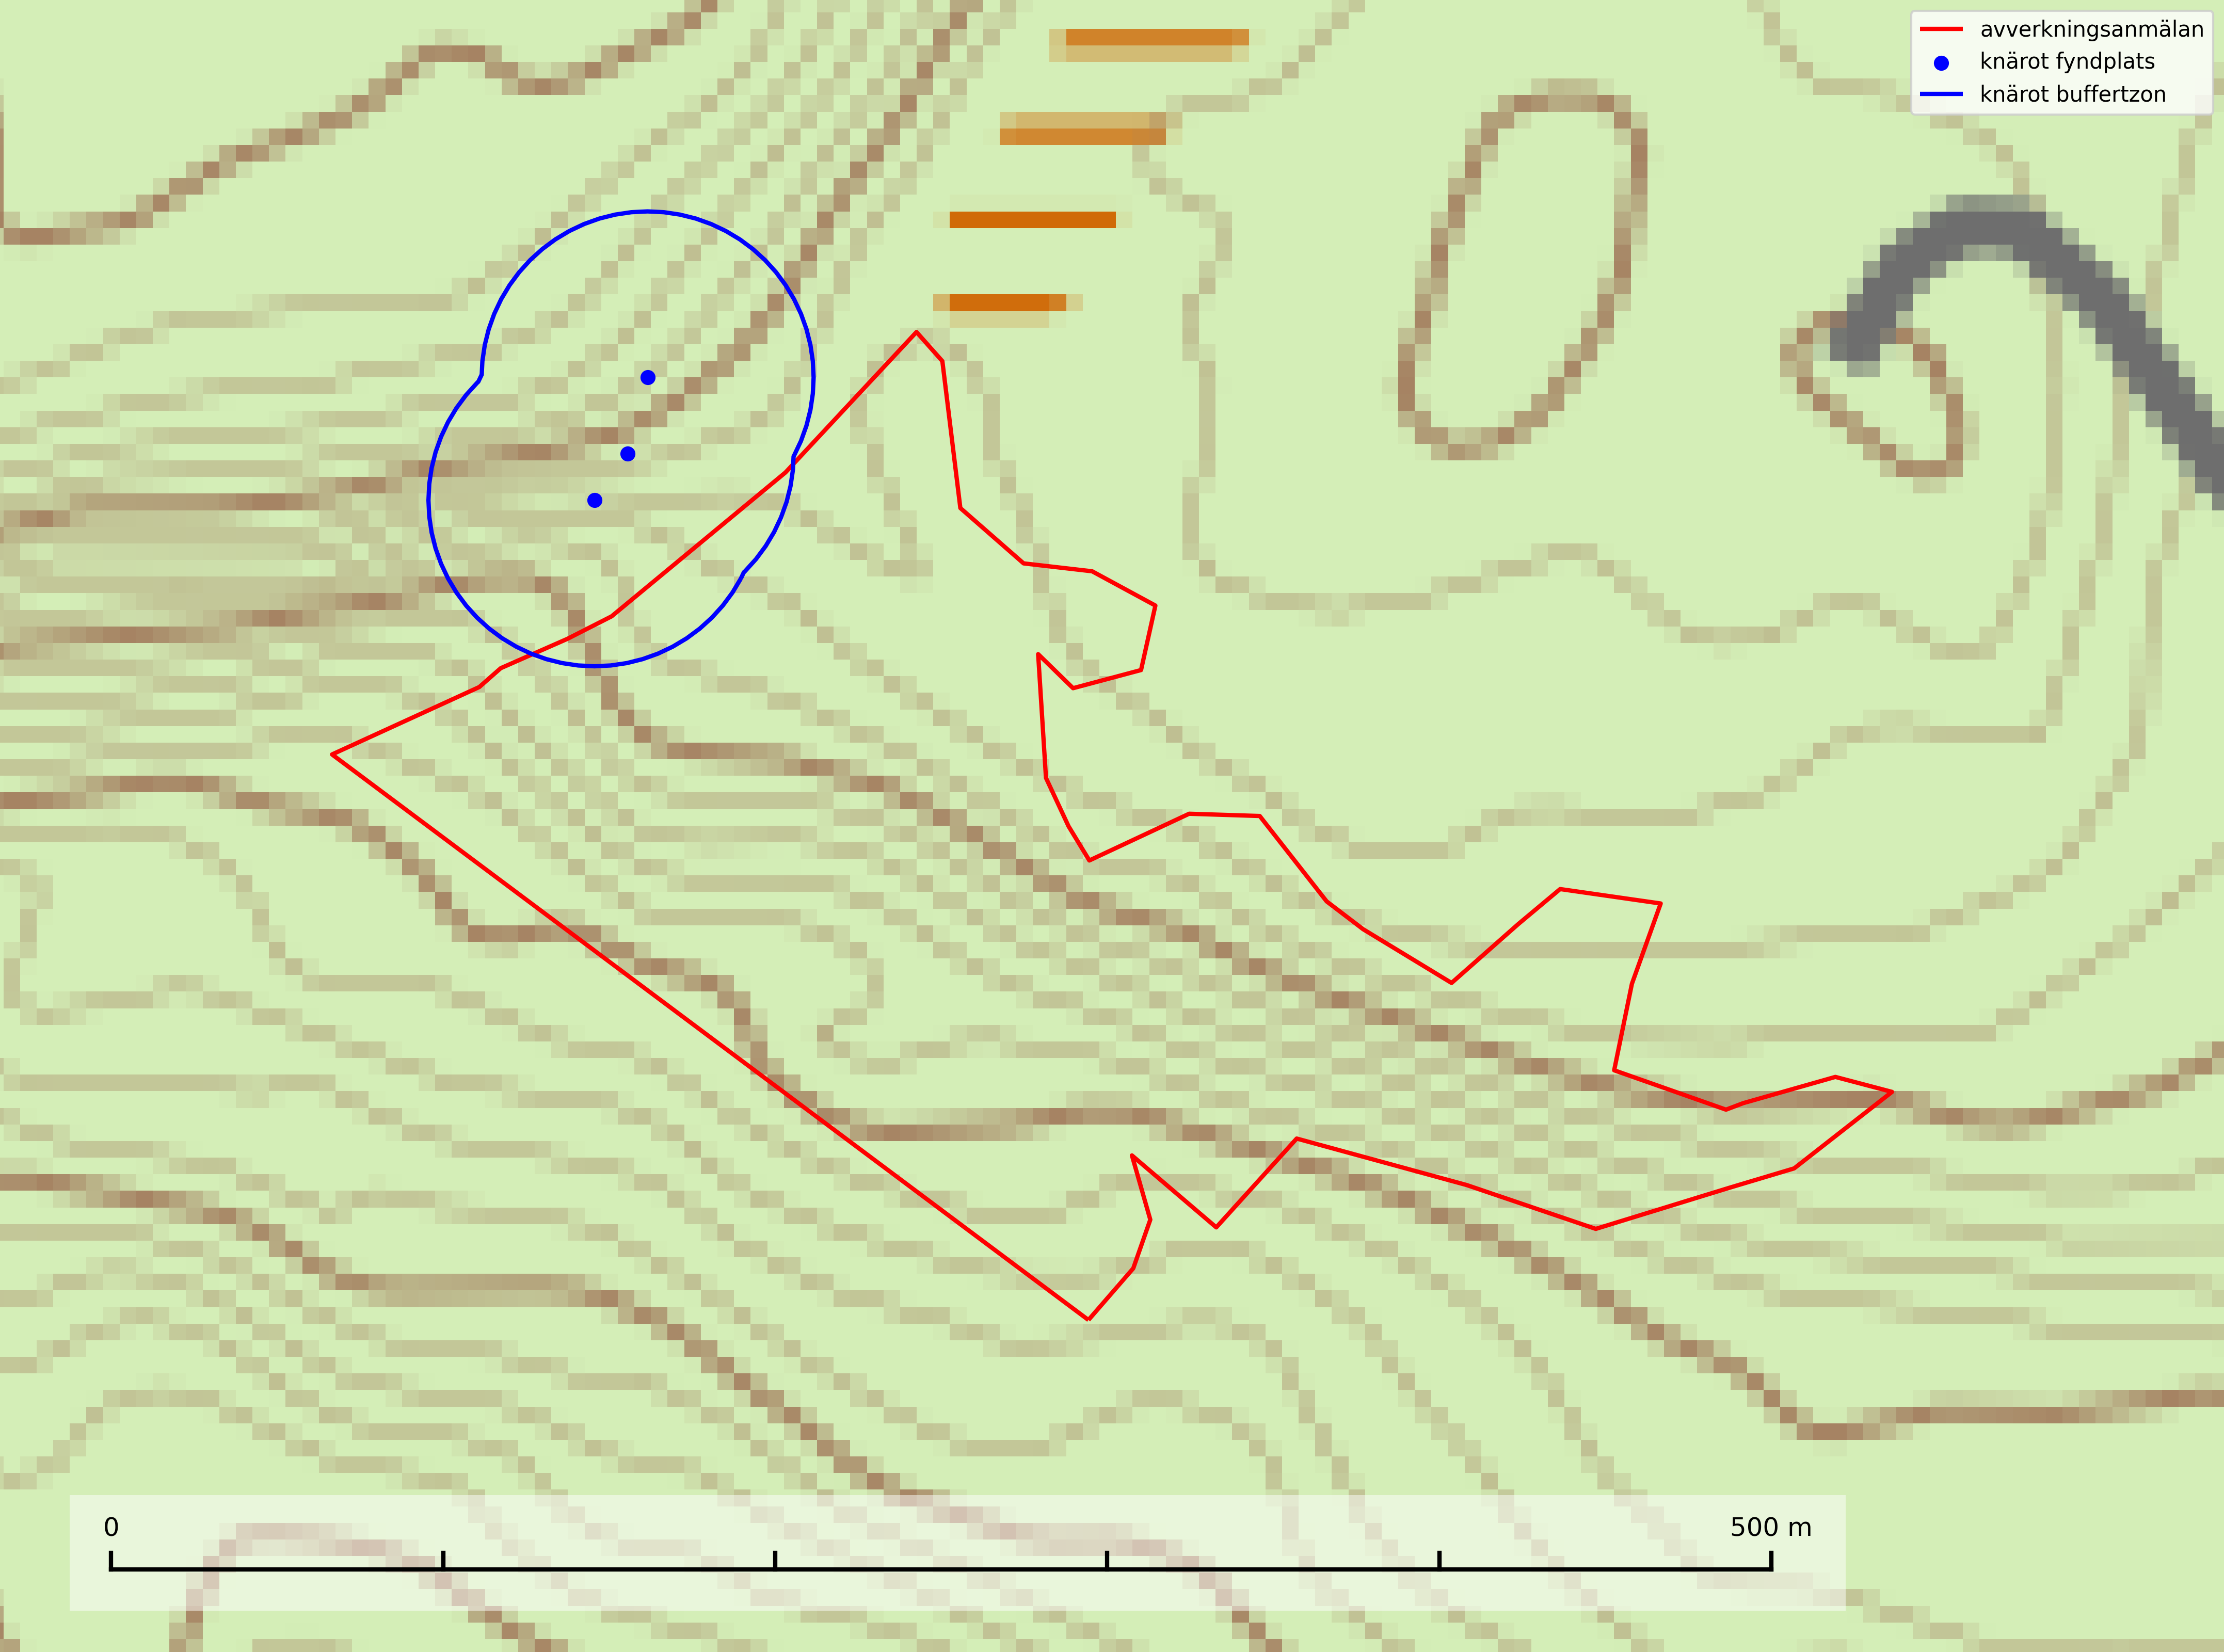 avverkningsanmälan
knärot fyndplats
knärot buffertzon
0
500 m